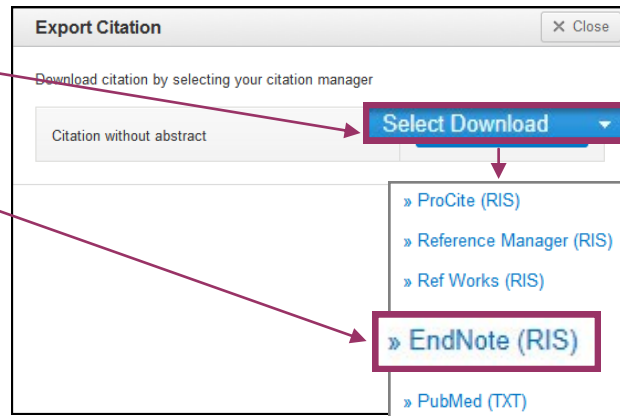 Export Citation
× Close
Download citation by selecting your citation manager
Citation without abstract
Select Download
» ProCite (RIS)
» Reference Manager (RIS)
» Ref Works (RIS)
» EndNote (RIS)
» PubMed (TXT)